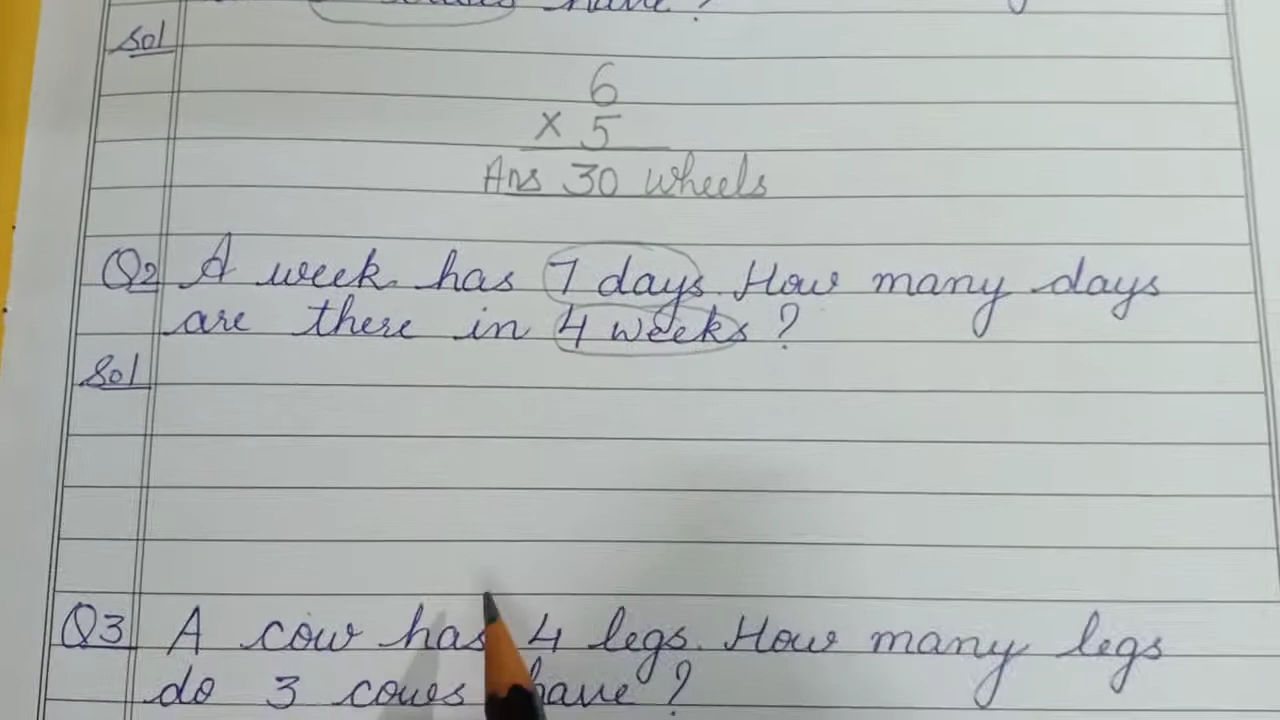 have ?
Sol
6
× 5
Ans 30 wheels
Q2 A week has 7 days. How many days
are there in 4 weeks ?
Sol
Q3 A cow has 4 legs. How many legs
do 3 cows have ?